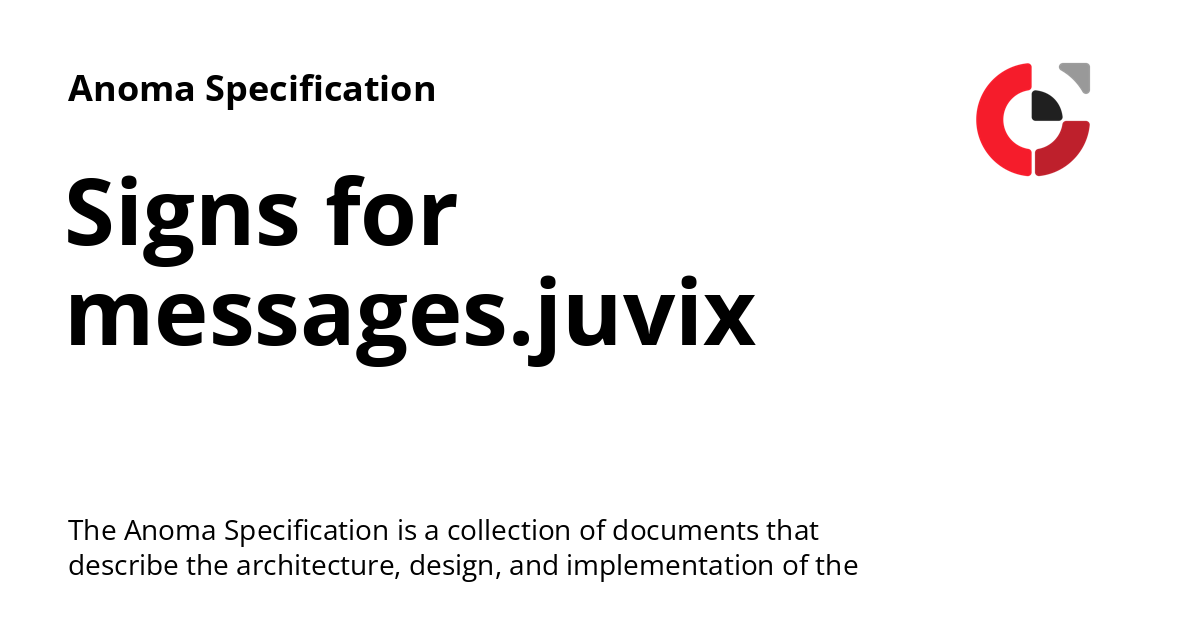 Anoma Specification
Signs for
messages.juvix
The Anoma Specification is a collection of documents that
describe the architecture, design, and implementation of the